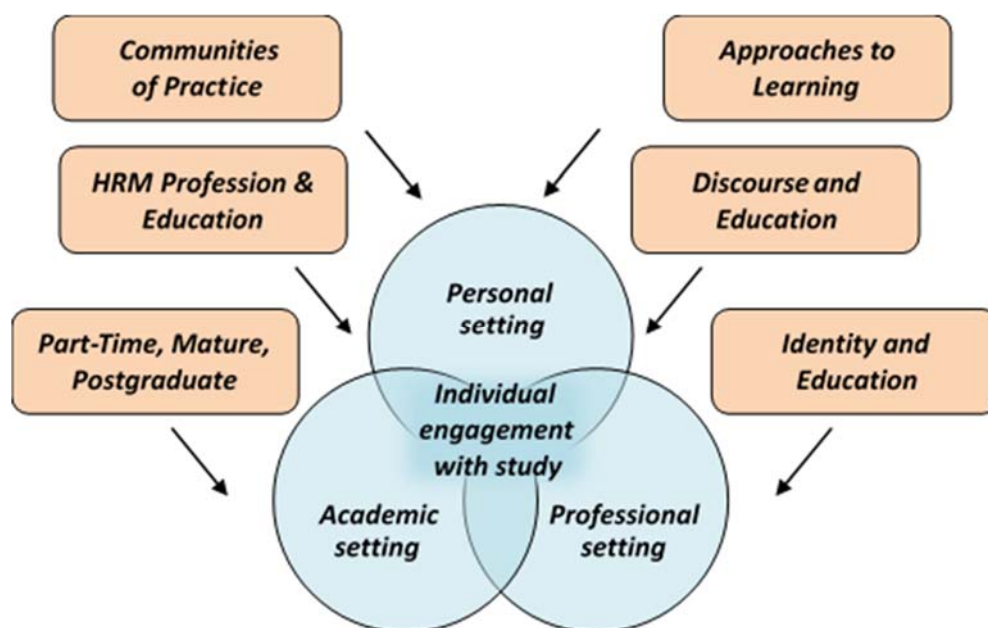 Communities
of Practice
Approaches to
Learning
HRM Profession &
Education
Discourse and
Education
Part-Time, Mature,
Postgraduate
Identity and
Education
Personal
setting
Individual
engagement
with study
Academic
setting
Professional
setting